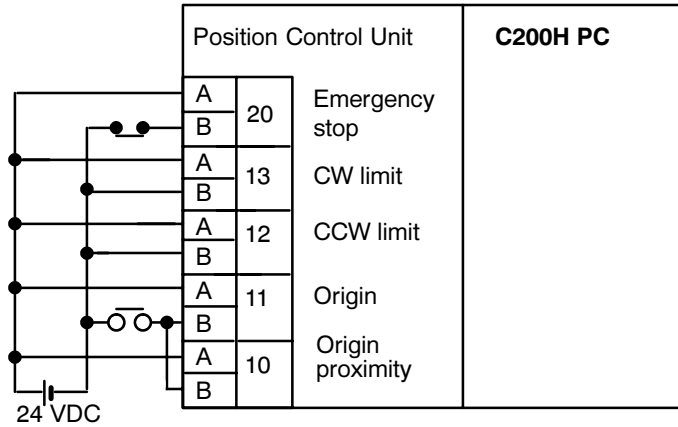 Position Control Unit
C200H PC
A
B
20
Emergency
stop
A
B
13
CW limit
A
B
12
CCW limit
A
B
11
Origin
A
B
10
Origin
proximity
24 VDC